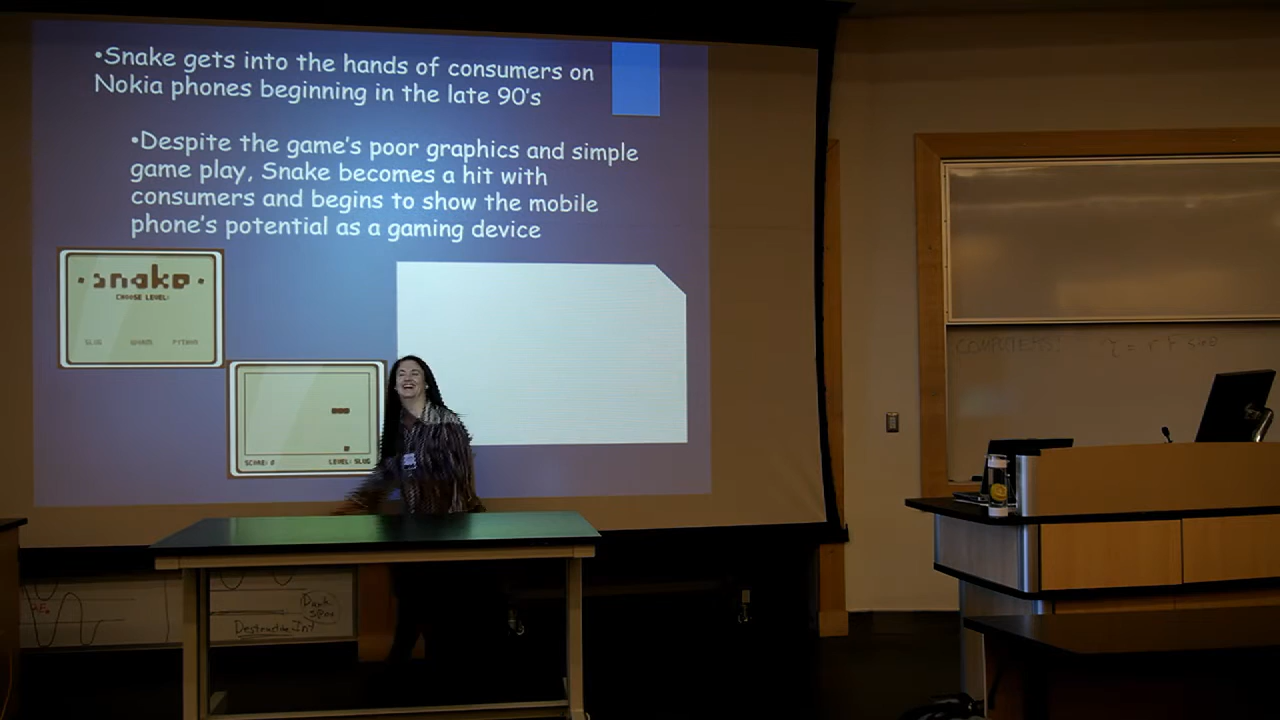 •Snake gets into the hands of consumers on
Nokia phones beginning in the late 90's
•Despite the game's poor graphics and simple
game play, Snake becomes a hit with
consumers and begins to show the mobile
phone's potential as a gaming device
snake
CHOOSE LEVEL:
SLUG WORM PYTHON
SCORE: 0 LEVEL: SLUG
COMPUTERS!
Destructive Int